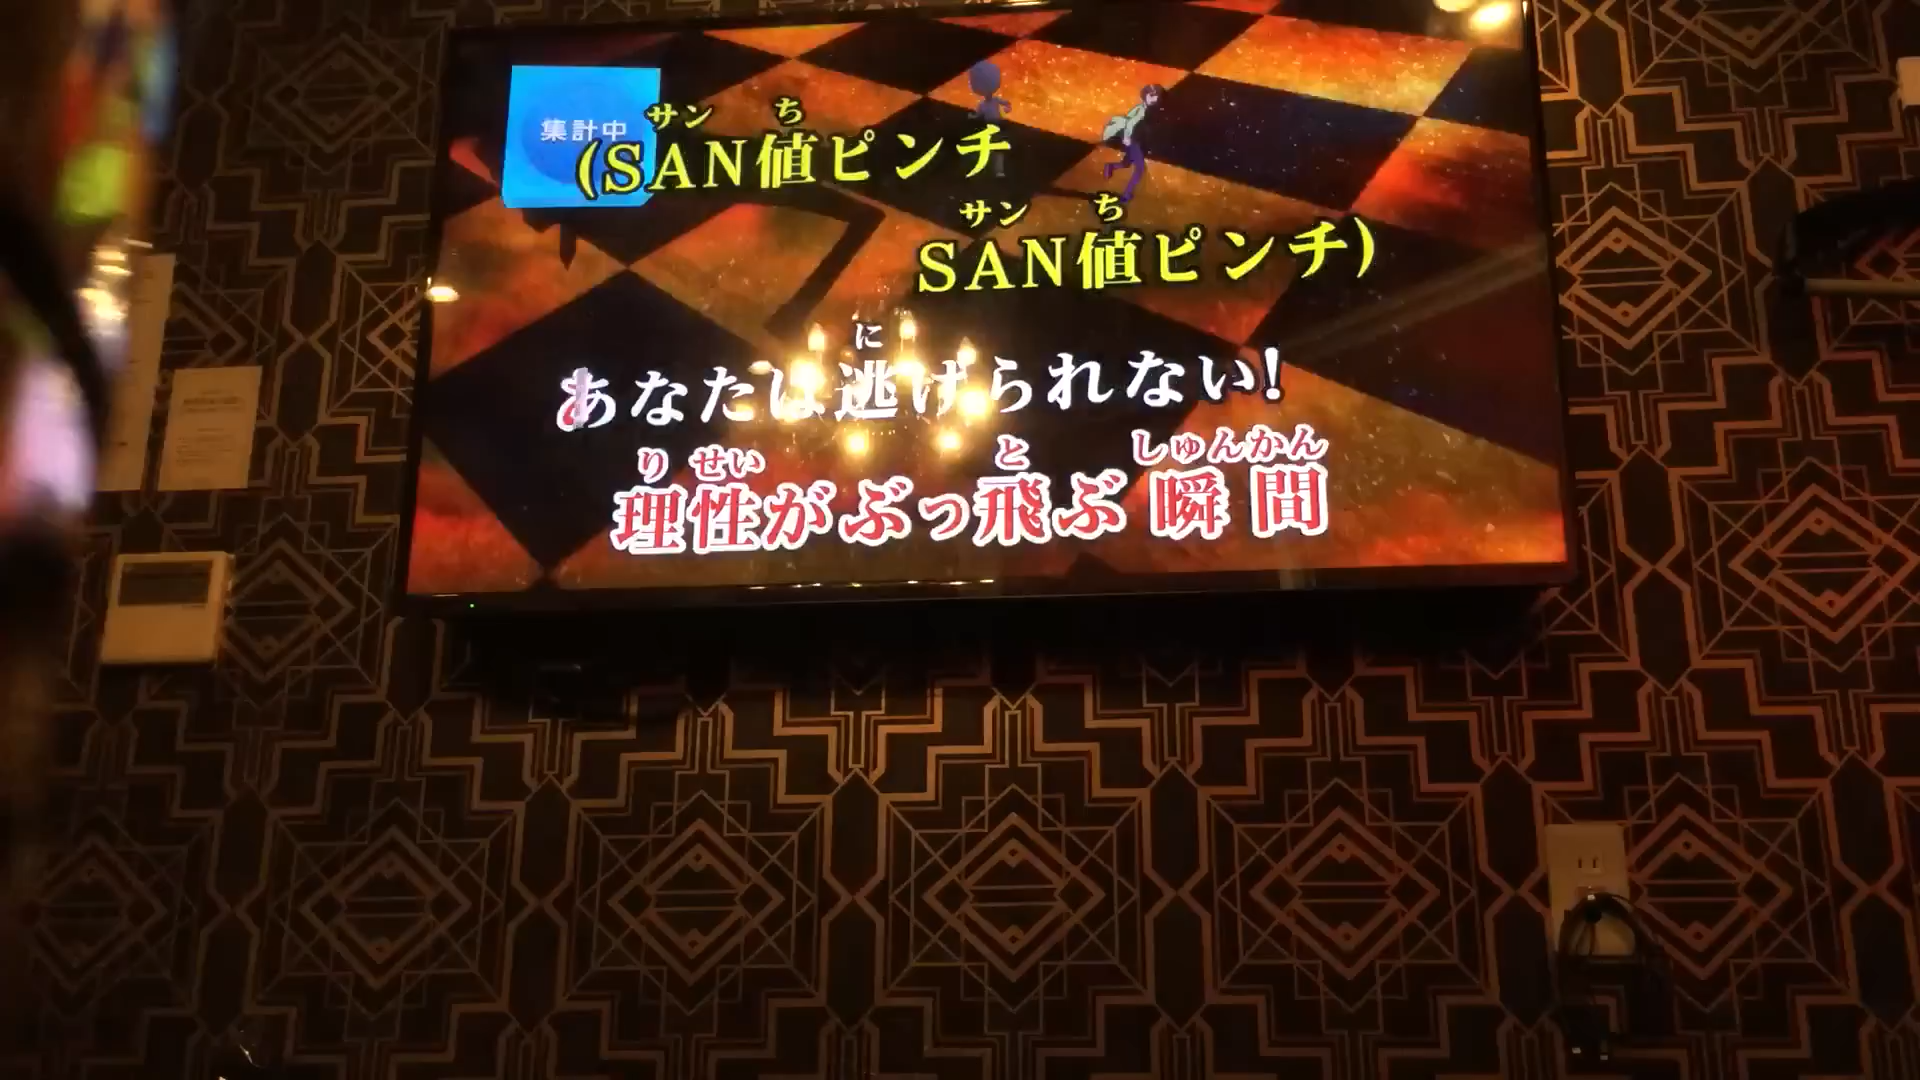 集計中
サン ち
(SAN値ピンチ
サン ち
SAN値ピンチ)
に
あなたは逃げられない!
り せい と しゅんかん
理性がぶっ飛ぶ瞬間